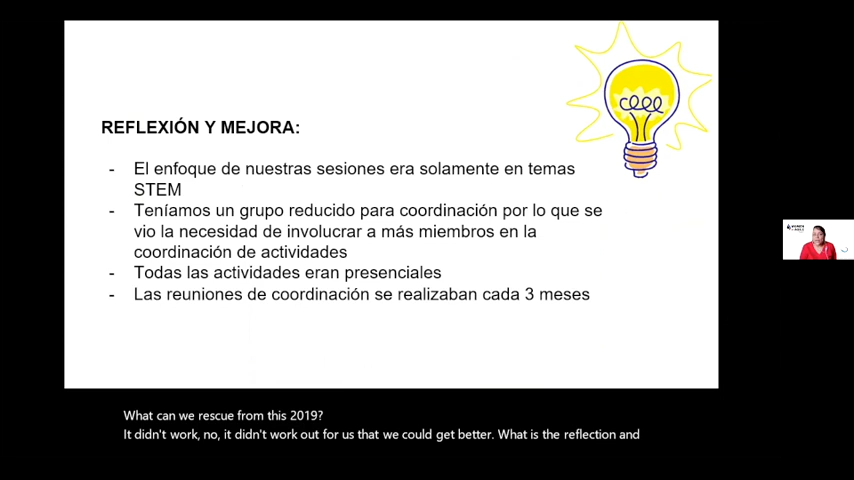 REFLEXIÓN Y MEJORA:
- El enfoque de nuestras sesiones era solamente en temas
STEM
- Teníamos un grupo reducido para coordinación por lo que se
vio la necesidad de involucrar a más miembros en la
coordinación de actividades
- Todas las actividades eran presenciales
- Las reuniones de coordinación se realizaban cada 3 meses
What can we rescue from this 2019?
It didn't work, no, it didn't work out for us that we could get better. What is the reflection and